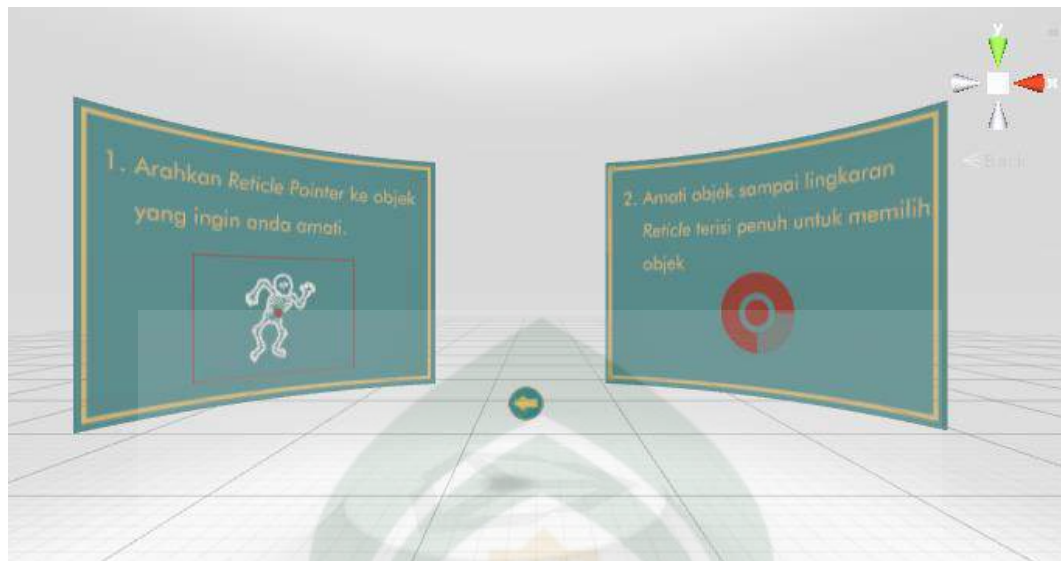 1. Arahkan Reticle Pointer ke objek
yang ingin anda amati.
2. Amati objek sampai lingkaran
Reticle terisi penuh untuk memilih
objek
y
x
< Back